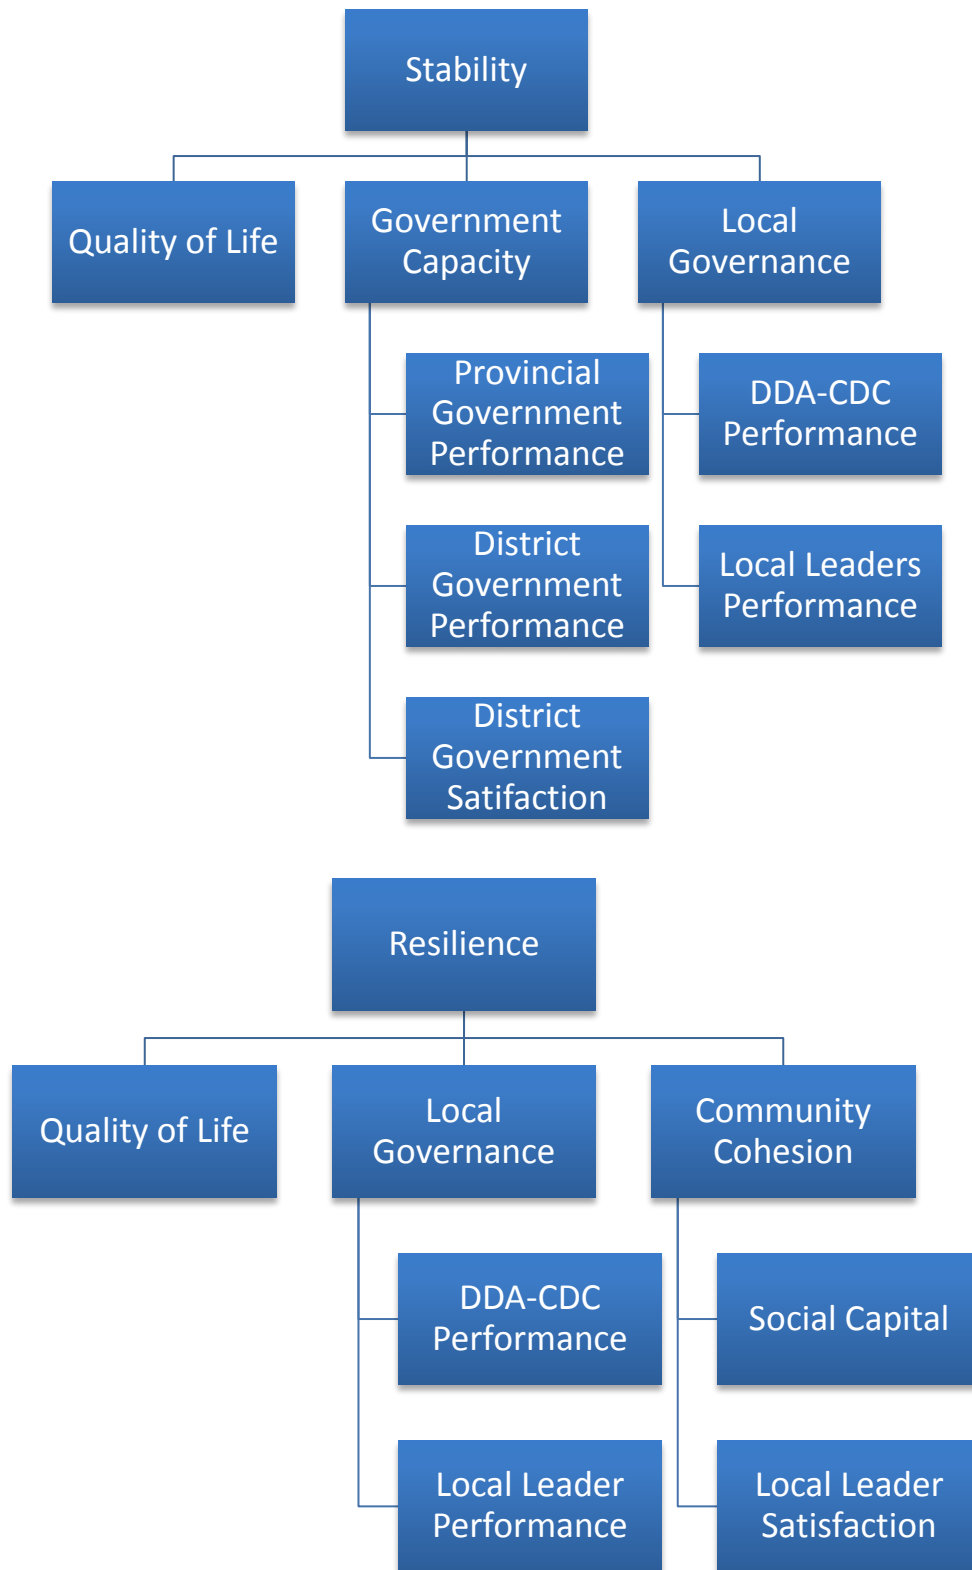 Stability
Quality of Life
Government
Capacity
Local
Governance
Provincial
Government
Performance
DDA-CDC
Performance
District
Government
Performance
Local Leaders
Performance
District
Government
Satifaction
Resilience
Quality of Life
Local
Governance
Community
Cohesion
DDA-CDC
Performance
Social Capital
Local Leader
Performance
Local Leader
Satisfaction